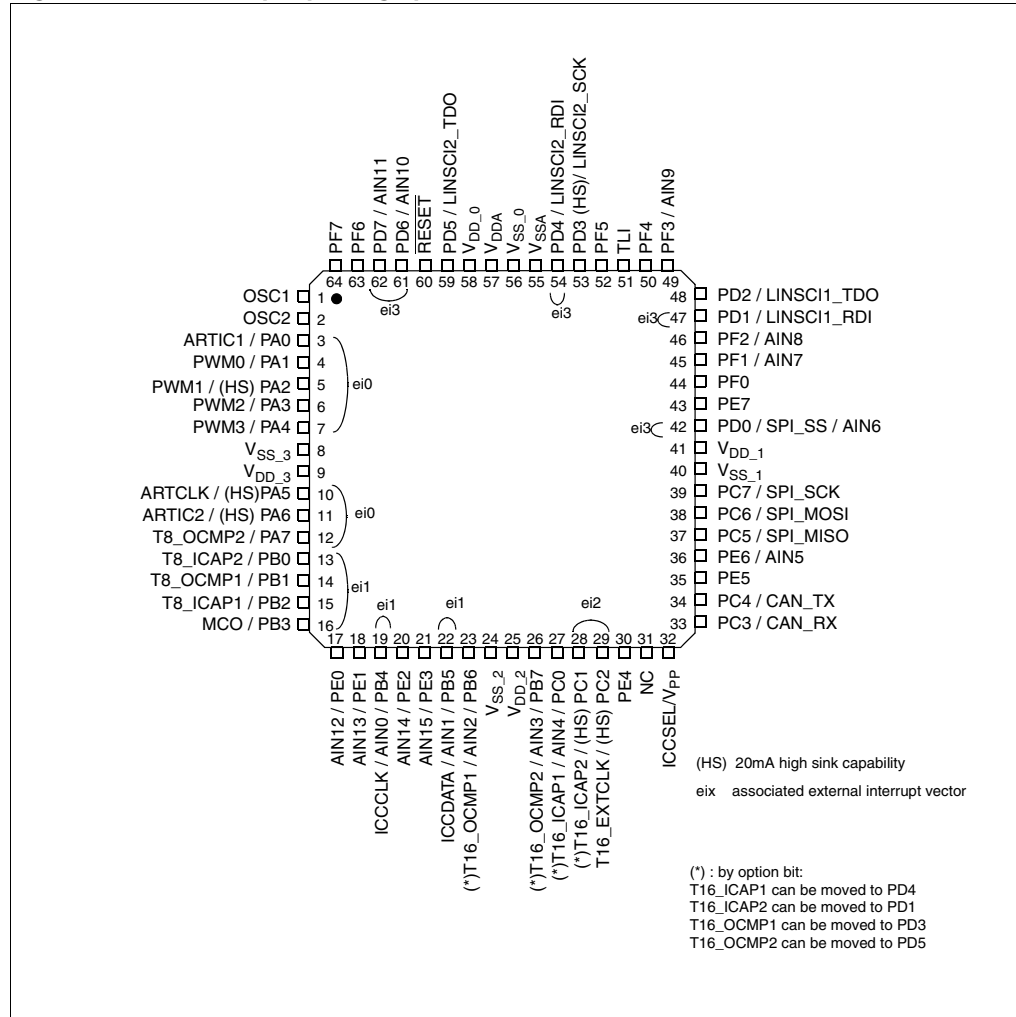 PF7
PF6
PD7 / AIN11
PD6 / AIN10
RESET
PD5 / LINSCI2_TDO
VDD_0
VDDA
VSS_0
VSSA
PD4 / LINSCI2_RDI
PD3 (HS)/ LINSCI2_SCK
PF5
TLI
PF4
PF3 / AIN9
64 63 62 61 60 59 58 57 56 55 54 53 52 51 50 49
ei3
ei3
OSC1 1
OSC2 2
ARTIC1 / PA0 3
PWM0 / PA1 4
PWM1 / (HS) PA2 5
PWM2 / PA3 6
PWM3 / PA4 7
ei0
VSS_3 8
VDD_3 9
ARTCLK / (HS)PA5 10
ARTIC2 / (HS) PA6 11
T8_OCMP2 / PA7 12
ei0
T8_ICAP2 / PB0 13
T8_OCMP1 / PB1 14
T8_ICAP1 / PB2 15
MCO / PB3 16
ei1
48 PD2 / LINSCI1_TDO
ei3 47 PD1 / LINSCI1_RDI
46 PF2 / AIN8
45 PF1 / AIN7
44 PF0
43 PE7
ei3 42 PD0 / SPI_SS / AIN6
41 VDD_1
40 VSS_1
39 PC7 / SPI_SCK
38 PC6 / SPI_MOSI
37 PC5 / SPI_MISO
36 PE6 / AIN5
35 PE5
34 PC4 / CAN_TX
33 PC3 / CAN_RX
ei1
ei1
ei2
17 18 19 20 21 22 23 24 25 26 27 28 29 30 31 32
AIN12 / PE0
AIN13 / PE1
ICCCLK / AIN0 / PB4
AIN14 / PE2
AIN15 / PE3
ICCDATA / AIN1 / PB5
(*)T16_OCMP1 / AIN2 / PB6
VSS_2
VDD_2
(*)T16_OCMP2 / AIN3 / PB7
(*)T16_ICAP1 / AIN4 / PC0
(*)T16_ICAP2 / (HS) PC1
T16_EXTCLK / (HS) PC2
PE4
NC
ICCSEL/VPP
(HS) 20mA high sink capability
eix associated external interrupt vector
(*) : by option bit:
T16_ICAP1 can be moved to PD4
T16_ICAP2 can be moved to PD1
T16_OCMP1 can be moved to PD3
T16_OCMP2 can be moved to PD5